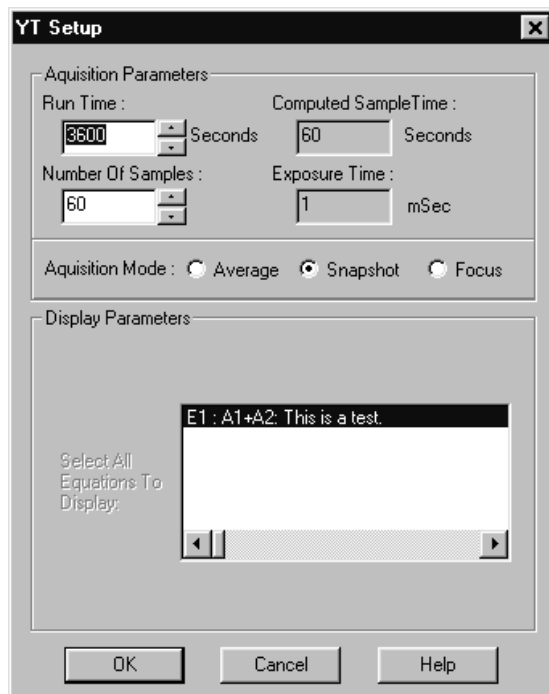 YT Setup
Aquisition Parameters
Run Time :
3600 Seconds
Computed SampleTime :
60 Seconds
Number Of Samples :
60
Exposure Time :
1 mSec
Aquisition Mode : Average Snapshot Focus
Display Parameters
Select All
Equations To
Display:
E1 : A1+A2: This is a test.
OK Cancel Help